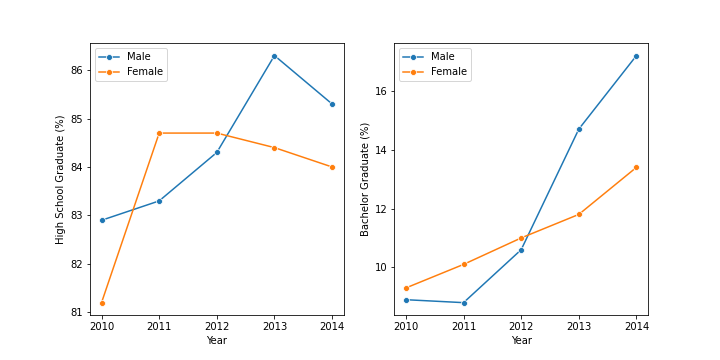 Male
Female
High School Graduate (%)
86
85
84
83
82
81
2010 2011 2012 2013 2014
Year
Male
Female
Bachelor Graduate (%)
16
14
12
10
2010 2011 2012 2013 2014
Year